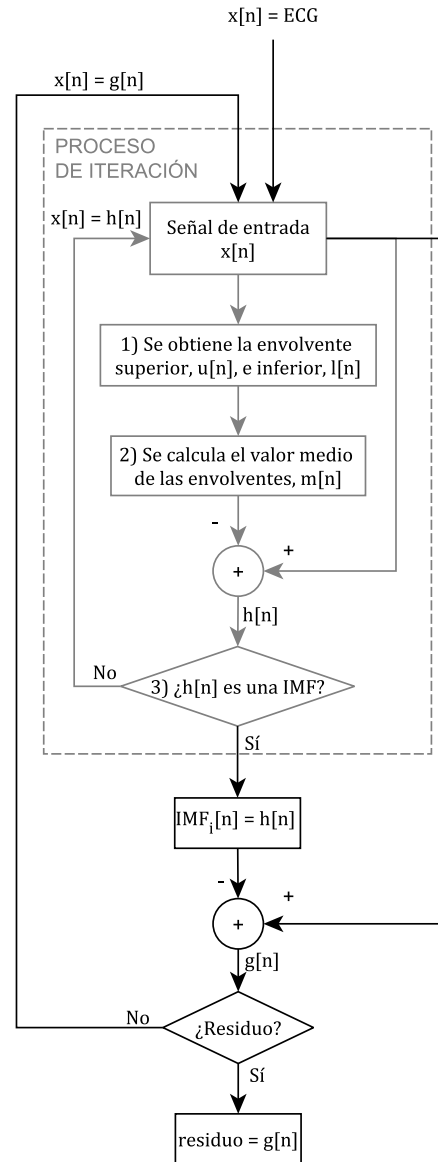 x[n] = ECG
x[n] = g[n]
PROCESO
DE ITERACIÓN
x[n] = h[n]
Señal de entrada
x[n]
1) Se obtiene la envolvente
superior, u[n], e inferior, l[n]
2) Se calcula el valor medio
de las envolventes, m[n]
-
+
+
h[n]
No
3) ¿h[n] es una IMF?
Sí
IMFi[n] = h[n]
-
+
+
g[n]
No
¿Residuo?
Sí
residuo = g[n]